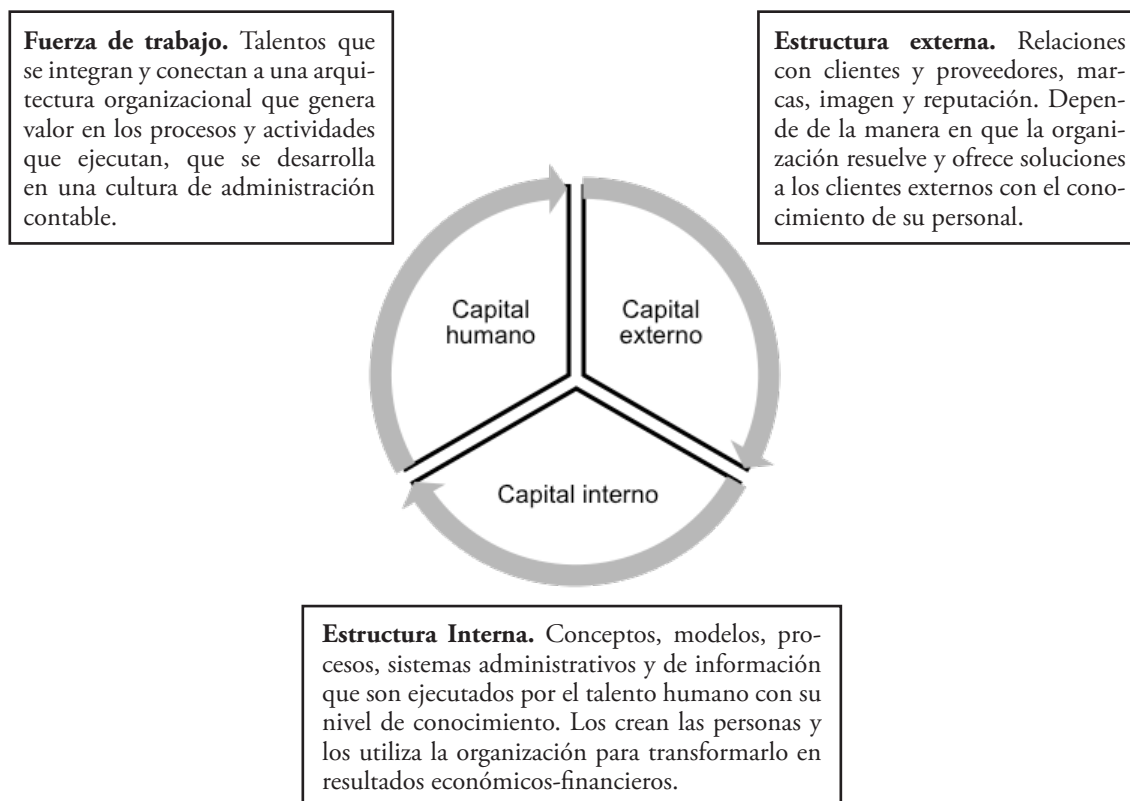 Fuerza de trabajo. Talentos que
se integran y conectan a una arqui-
tectura organizacional que genera
valor en los procesos y actividades
que ejecutan, que se desarrolla
en una cultura de administración
contable.
Estructura externa. Relaciones
con clientes y proveedores, mar-
cas, imagen y reputación. Depen-
de de la manera en que la organi-
zación resuelve y ofrece soluciones
a los clientes externos con el cono-
cimiento de su personal.
Capital
humano
Capital
externo
Capital interno
Estructura Interna. Conceptos, modelos, pro-
cesos, sistemas administrativos y de información
que son ejecutados por el talento humano con su
nivel de conocimiento. Los crean las personas y
los utiliza la organización para transformarlo en
resultados económicos-financieros.